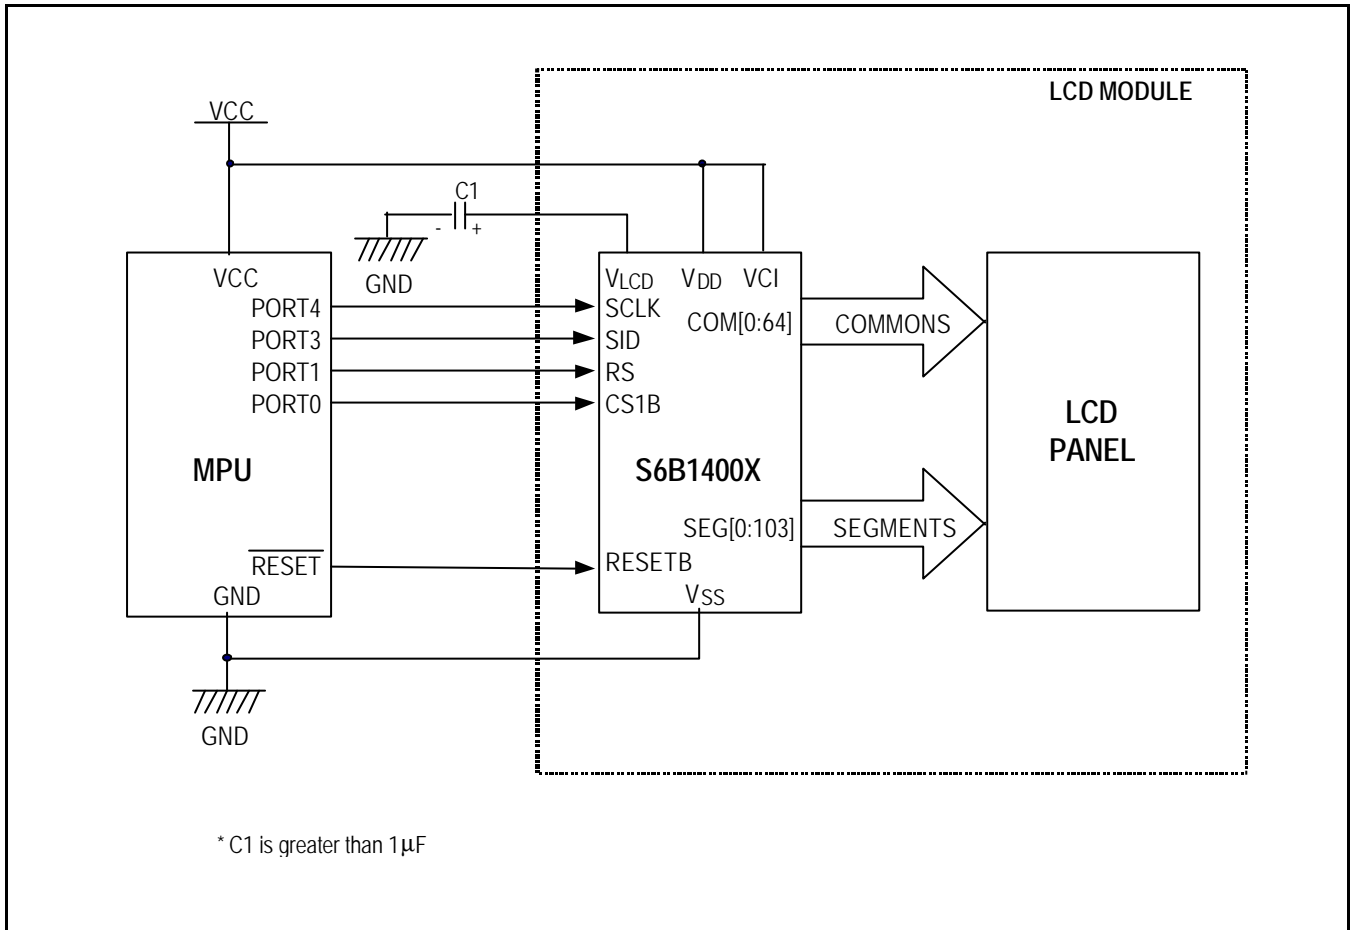 LCD MODULE
VCC
C1
- +
GND
VCC
PORT4
PORT3
PORT1
PORT0
MPU
RESET
GND
GND
VLCD VDD VCI
SCLK
SID
RS
CS1B
COM[0:64]
S6B1400X
SEG[0:103]
RESETB
VSS
COMMONS
SEGMENTS
LCD
PANEL
* C1 is greater than 1μF